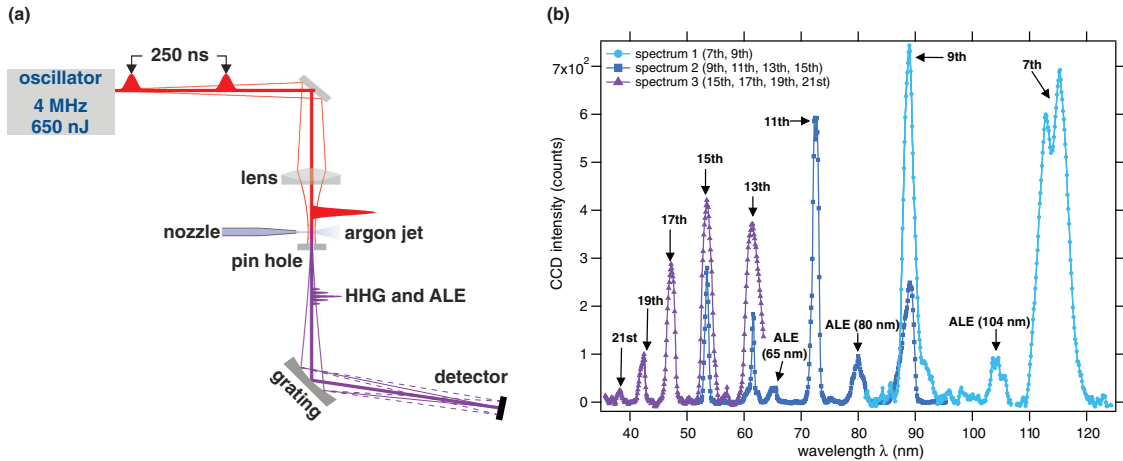 (a)
250 ns
oscillator
4 MHz
650 nJ
lens
nozzle
argon jet
pin hole
HHG and ALE
grating
detector
(b)
spectrum 1 (7th, 9th)
spectrum 2 (9th, 11th, 13th, 15th)
spectrum 3 (15th, 17th, 19th, 21st)
9th
7th
11th
15th
13th
17th
19th
21st
ALE
(65 nm)
ALE (80 nm)
ALE (104 nm)
CCD intensity (counts)
7x10²
6
5
4
3
2
1
0
40 50 60 70 80 90 100 110 120
wavelength λ (nm)